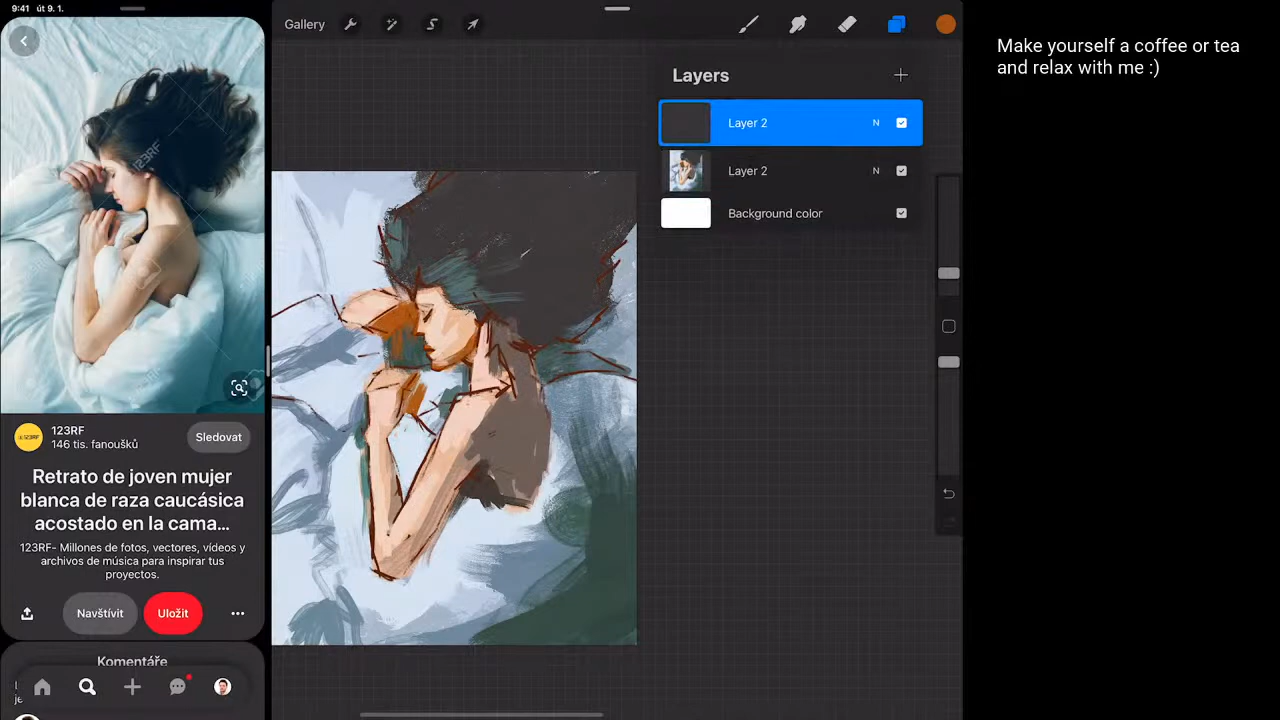 9:41 út 9. 1.
123RF
123RF
146 tis. fanoušků
Sledovat
Retrato de joven mujer
blanca de raza caucásica
acostado en la cama...
123RF- Millones de fotos, vectores, vídeos y
archivos de música para inspirar tus
proyectos.
Navštívit
Uložit
Komentáře
je
Gallery
Layers
Layer 2
N
Layer 2
N
Background color
Make yourself a coffee or tea
and relax with me :)